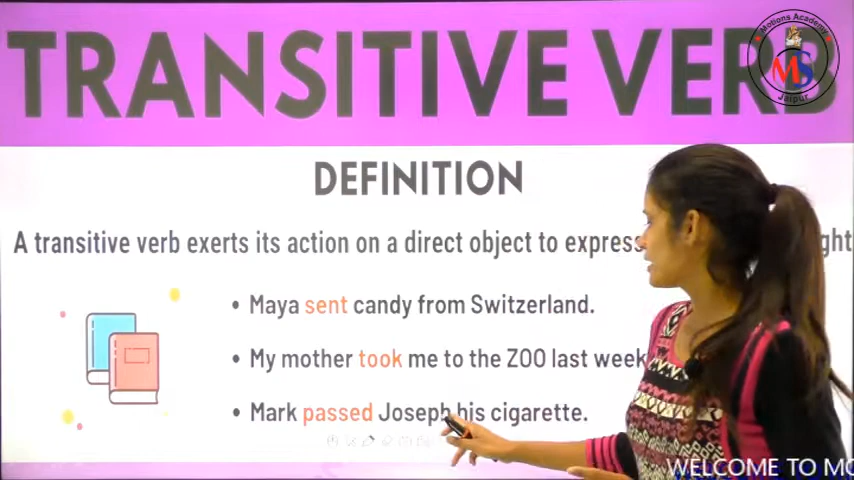 TRANSITIVE VERB
Motions Academy
MS
Jaipur
DEFINITION
A transitive verb exerts its action on a direct object to express
• Maya sent candy from Switzerland.
• My mother took me to the ZOO last week
• Mark passed Joseph his cigarette.
WELCOME TO MO